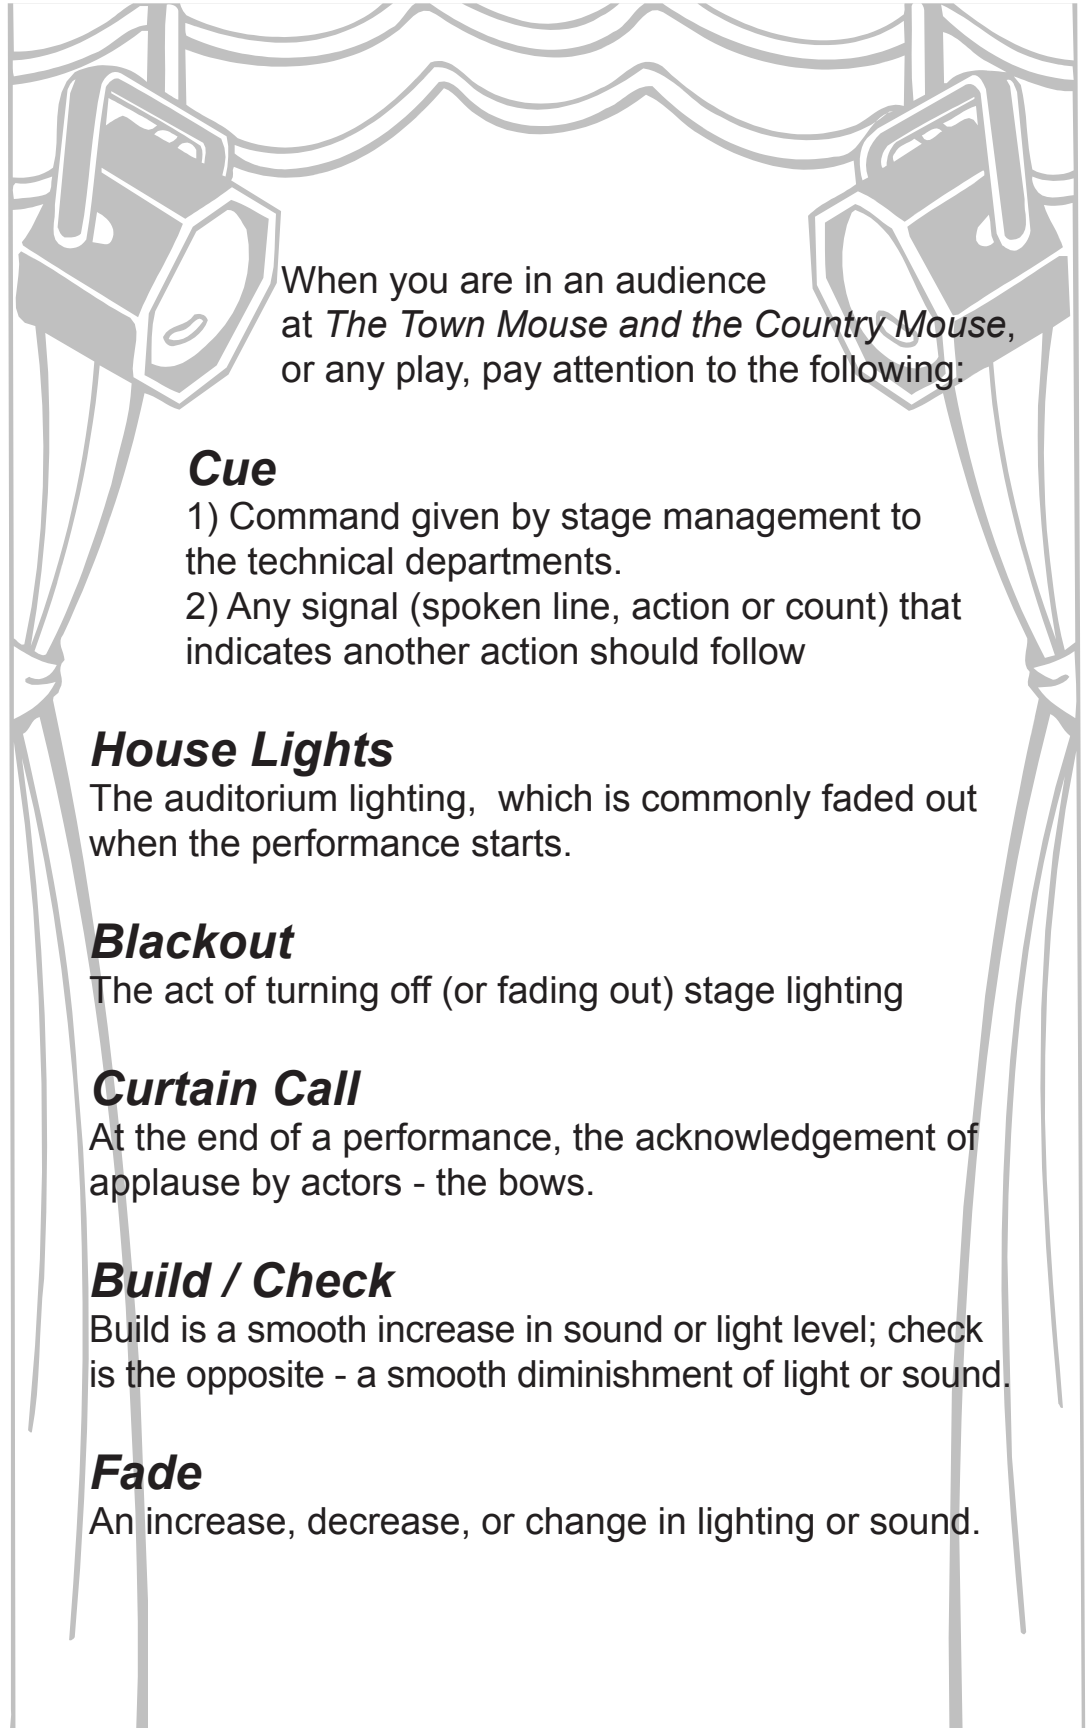 When you are in an audience
at The Town Mouse and the Country Mouse,
or any play, pay attention to the following:
Cue
1) Command given by stage management to
the technical departments.
2) Any signal (spoken line, action or count) that
indicates another action should follow
House Lights
The auditorium lighting,  which is commonly faded out
when the performance starts.
Blackout
The act of turning off (or fading out) stage lighting
Curtain Call
At the end of a performance, the acknowledgement of
applause by actors - the bows.
Build / Check
Build is a smooth increase in sound or light level; check
is the opposite - a smooth diminishment of light or sound.
Fade
An increase, decrease, or change in lighting or sound.